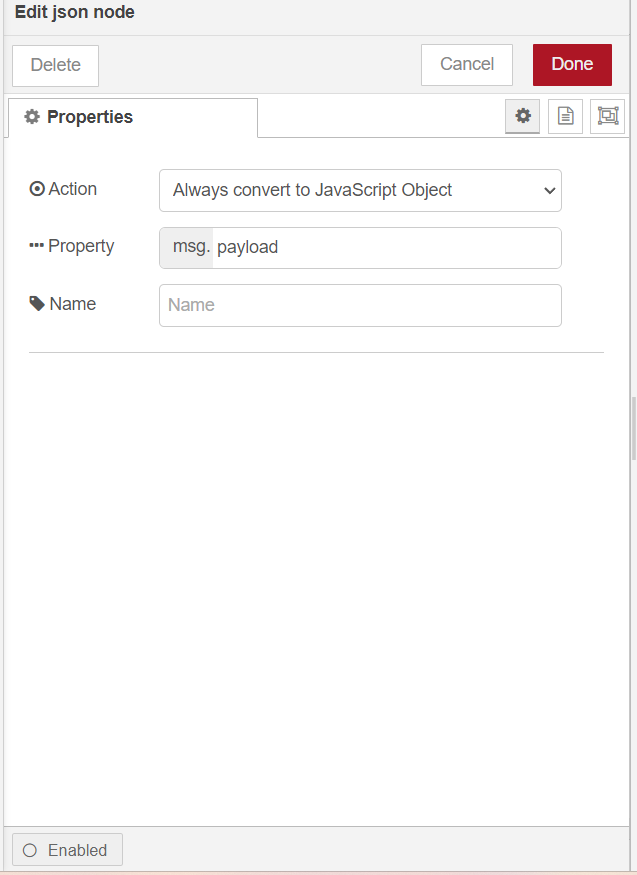 Edit json node
Delete
Cancel
Done
Properties
Action
Always convert to JavaScript Object
Property
msg. payload
Name
Name
Enabled